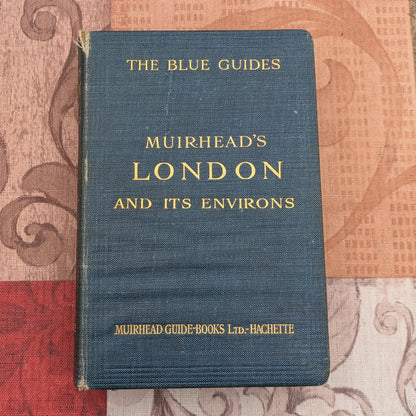 THE BLUE GUIDES
MUIRHEAD'S
LONDON
AND ITS ENVIRONS
MUIRHEAD GUIDE-BOOKS LTD.-HACHETTE